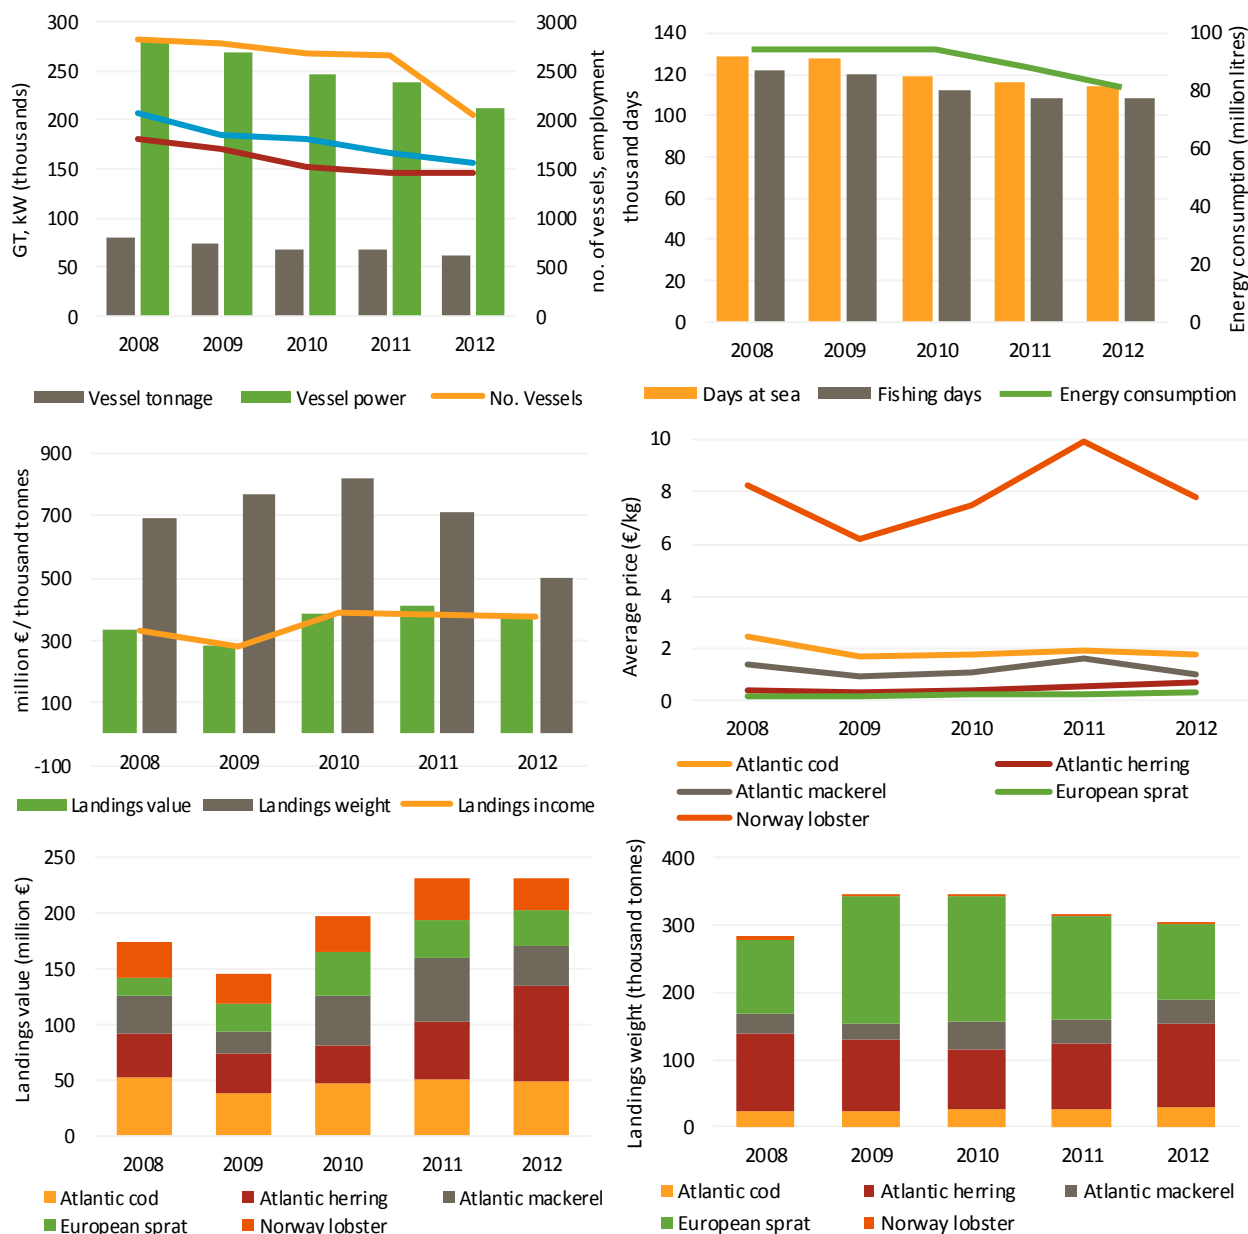 GT, kW (thousands)
300
250
200
150
100
50
0
3000
2500
2000
1500
1000
500
0
no. of vessels, employment
2008 2009 2010 2011 2012
Vessel tonnage Vessel power No. Vessels
thousand days
140
120
100
80
60
40
20
0
100
80
60
40
20
0
Energy consumption (million litres)
2008 2009 2010 2011 2012
Days at sea Fishing days Energy consumption
million € / thousand tonnes
900
700
500
300
100
-100
2008 2009 2010 2011 2012
Landings value Landings weight Landings income
Average price (€/kg)
10
8
6
4
2
0
2008 2009 2010 2011 2012
Atlantic cod Atlantic herring
Atlantic mackerel European sprat
Norway lobster
Landings value (million €)
250
200
150
100
50
0
2008 2009 2010 2011 2012
Atlantic cod Atlantic herring Atlantic mackerel
European sprat Norway lobster
Landings weight (thousand tonnes)
400
300
200
100
0
2008 2009 2010 2011 2012
Atlantic cod Atlantic herring Atlantic mackerel
European sprat Norway lobster